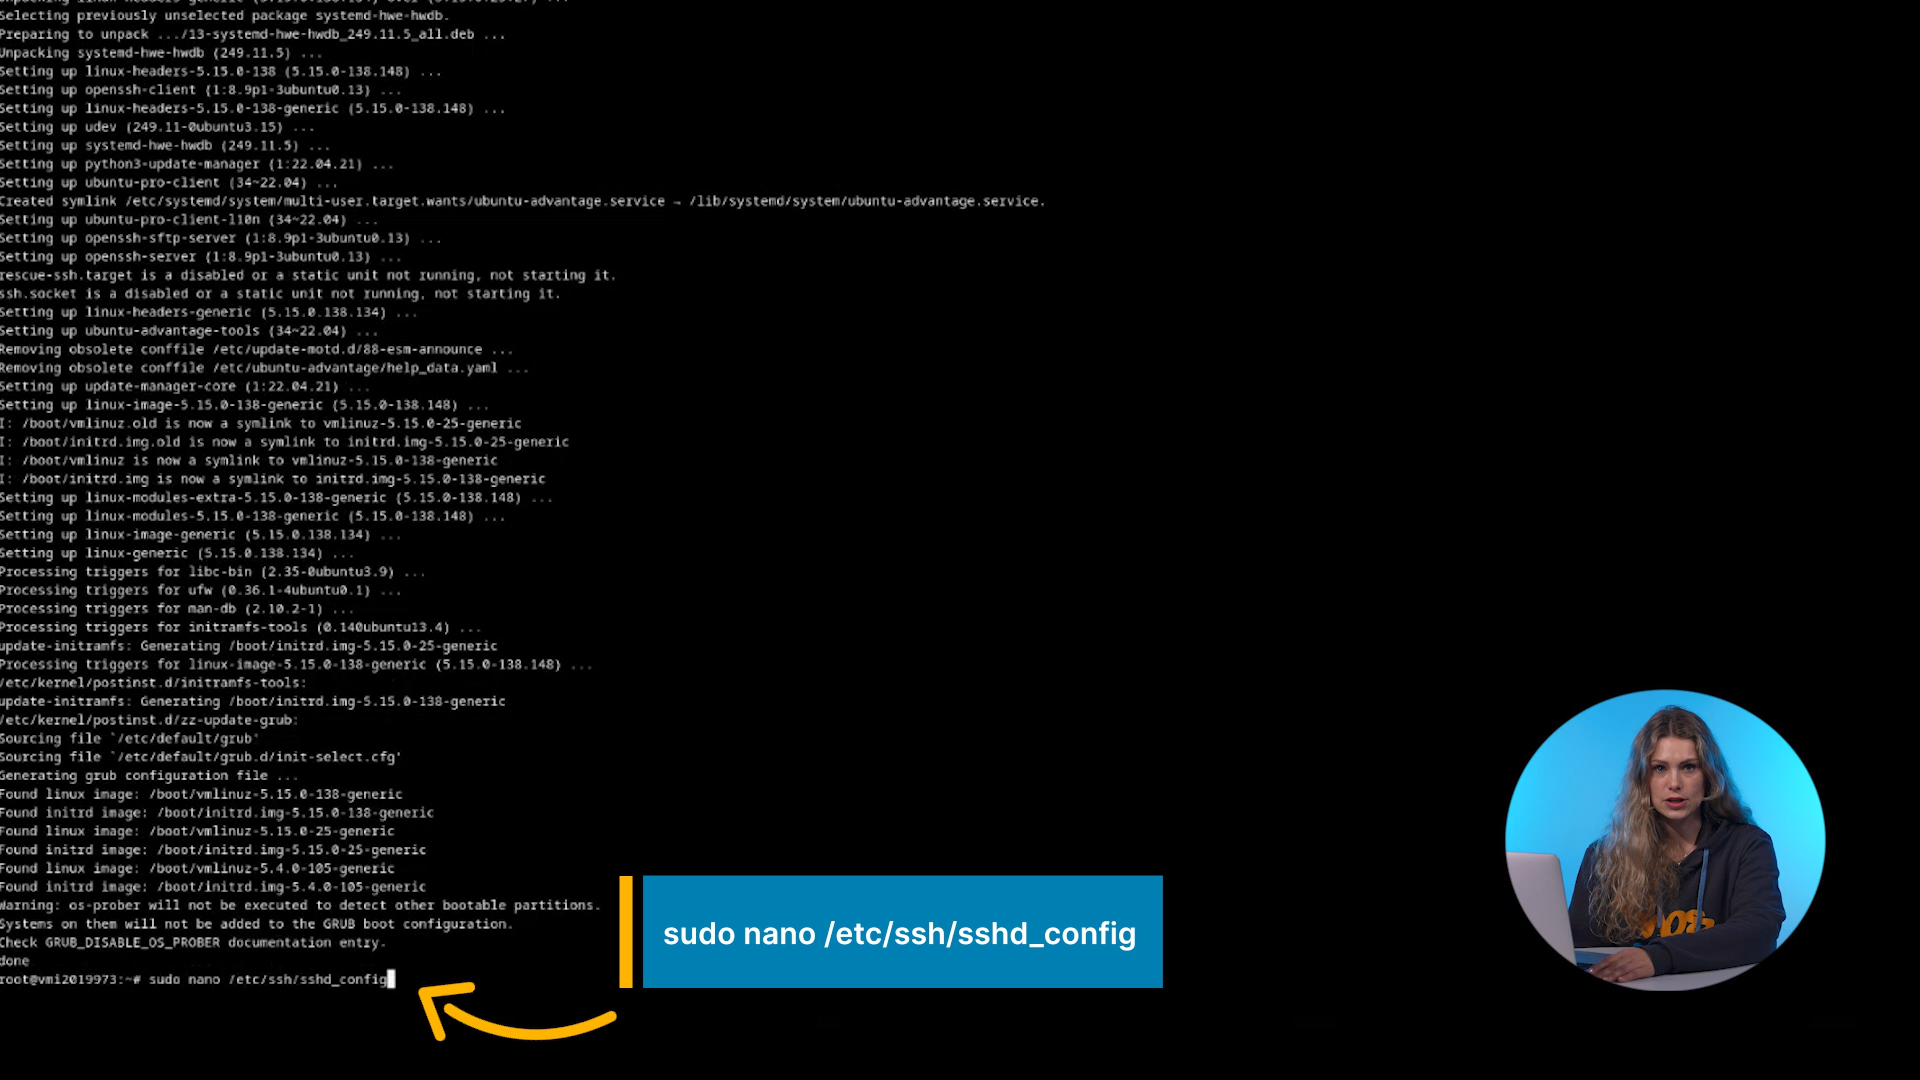 Selecting previously unselected package systemd-hwe-hwdb.
Preparing to unpack .../13-systemd-hwe-hwdb_249.11.5_all.deb ...
Unpacking systemd-hwe-hwdb (249.11.5) ...
Setting up linux-headers-5.15.0-138 (5.15.0-138.148) ...
Setting up openssh-client (1:8.9p1-3ubuntu0.13) ...
Setting up linux-headers-5.15.0-138-generic (5.15.0-138.148) ...
Setting up udev (249.11-0ubuntu3.15) ...
Setting up systemd-hwe-hwdb (249.11.5) ...
Setting up python3-update-manager (1:22.04.21) ...
Setting up ubuntu-pro-client (34~22.04) ...
Created symlink /etc/systemd/system/multi-user.target.wants/ubuntu-advantage.service → /lib/systemd/system/ubuntu-advantage.service.
Setting up ubuntu-pro-client-l10n (34~22.04) ...
Setting up openssh-sftp-server (1:8.9p1-3ubuntu0.13) ...
Setting up openssh-server (1:8.9p1-3ubuntu0.13) ...
rescue-ssh.target is a disabled or a static unit not running, not starting it.
ssh.socket is a disabled or a static unit not running, not starting it.
Setting up linux-headers-generic (5.15.0.138.134) ...
Setting up ubuntu-advantage-tools (34~22.04) ...
Removing obsolete conffile /etc/update-motd.d/88-esm-announce ...
Removing obsolete conffile /etc/ubuntu-advantage/help_data.yaml ...
Setting up update-manager-core (1:22.04.21) ...
Setting up linux-image-5.15.0-138-generic (5.15.0-138.148) ...
I: /boot/vmlinuz.old is now a symlink to vmlinuz-5.15.0-25-generic
I: /boot/initrd.img.old is now a symlink to initrd.img-5.15.0-25-generic
I: /boot/vmlinuz is now a symlink to vmlinuz-5.15.0-138-generic
I: /boot/initrd.img is now a symlink to initrd.img-5.15.0-138-generic
Setting up linux-modules-extra-5.15.0-138-generic (5.15.0-138.148) ...
Setting up linux-modules-5.15.0-138-generic (5.15.0-138.148) ...
Setting up linux-image-generic (5.15.0.138.134) ...
Setting up linux-generic (5.15.0.138.134) ...
Processing triggers for libc-bin (2.35-0ubuntu3.9) ...
Processing triggers for ufw (0.36.1-4ubuntu0.1) ...
Processing triggers for man-db (2.10.2-1) ...
Processing triggers for initramfs-tools (0.140ubuntu13.4) ...
update-initramfs: Generating /boot/initrd.img-5.15.0-25-generic
Processing triggers for linux-image-5.15.0-138-generic (5.15.0-138.148) ...
/etc/kernel/postinst.d/initramfs-tools:
update-initramfs: Generating /boot/initrd.img-5.15.0-138-generic
/etc/kernel/postinst.d/zz-update-grub:
Sourcing file `/etc/default/grub'
Sourcing file `/etc/default/grub.d/init-select.cfg'
Generating grub configuration file ...
Found linux image: /boot/vmlinuz-5.15.0-138-generic
Found initrd image: /boot/initrd.img-5.15.0-138-generic
Found linux image: /boot/vmlinuz-5.15.0-25-generic
Found initrd image: /boot/initrd.img-5.15.0-25-generic
Found linux image: /boot/vmlinuz-5.4.0-105-generic
Found initrd image: /boot/initrd.img-5.4.0-105-generic
Warning: os-prober will not be executed to detect other bootable partitions.
Systems on them will not be added to the GRUB boot configuration.
Check GRUB_DISABLE_OS_PROBER documentation entry.
done
root@vmi2019973:~# sudo nano /etc/ssh/sshd_config
sudo nano /etc/ssh/sshd_config